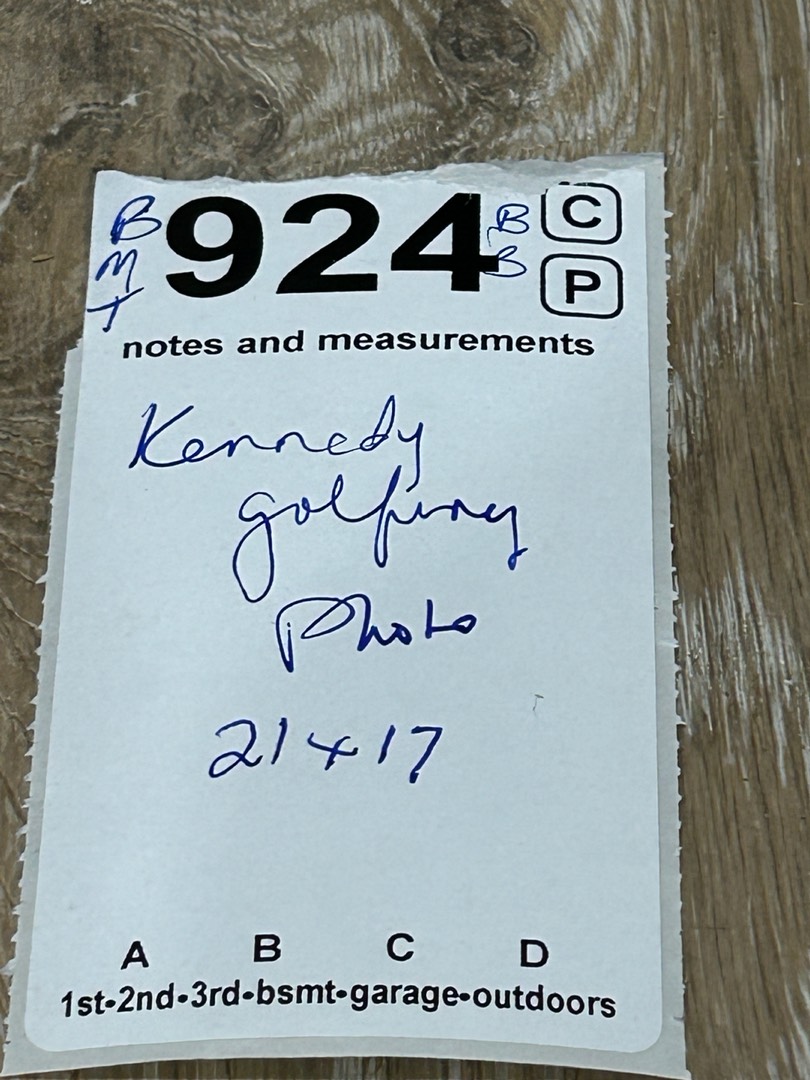 B 924 B C
M B P
T
notes and measurements
Kennedy
golfing
Photo
21x17
A B C D
1st-2nd-3rd-bsmt-garage-outdoors